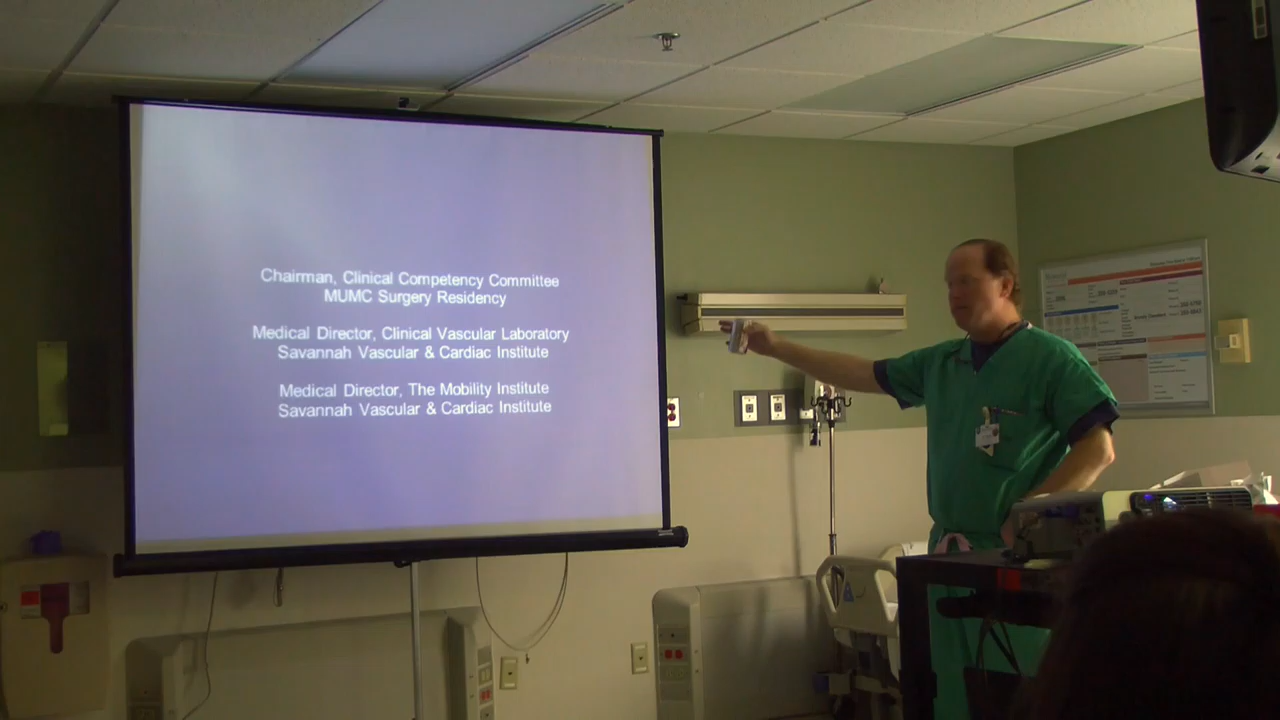 Chairman, Clinical Competency Committee
MUMC Surgery Residency
Medical Director, Clinical Vascular Laboratory
Savannah Vascular & Cardiac Institute
Medical Director, The Mobility Institute
Savannah Vascular & Cardiac Institute